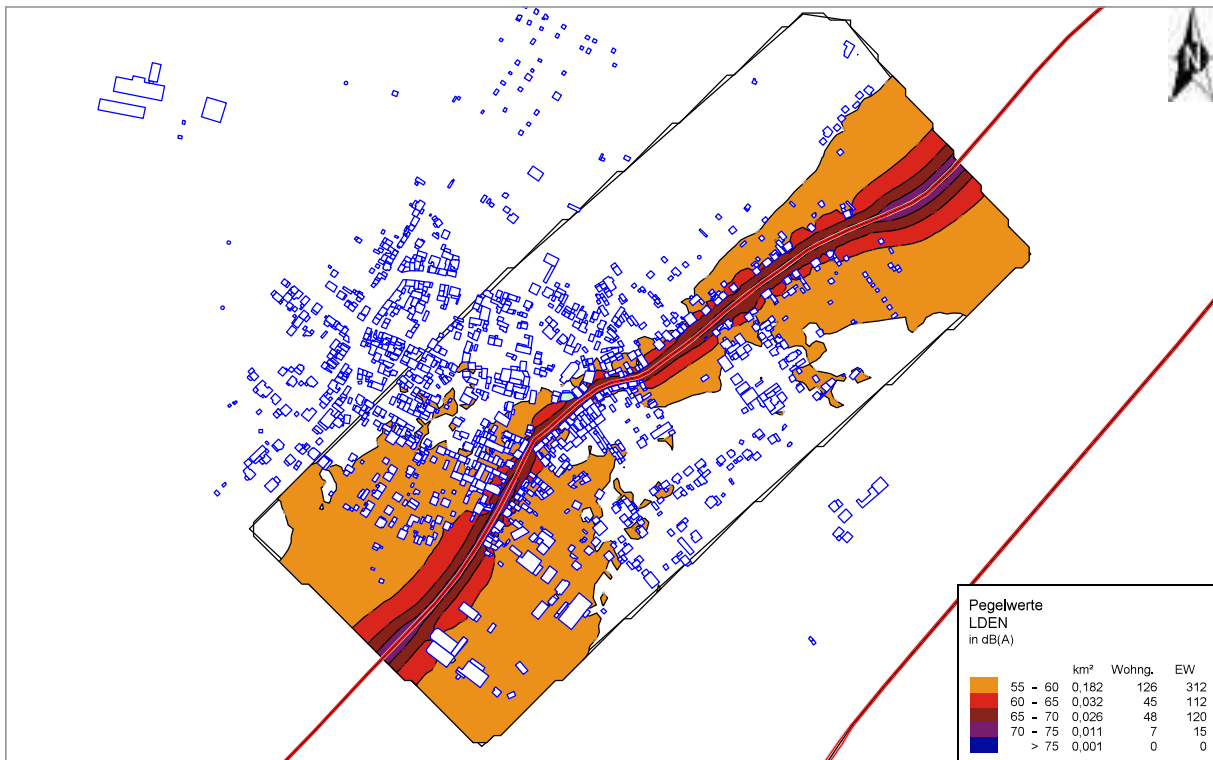 N
Pegelwerte
LDEN
in dB(A)
km² Wohng. EW
55 - 60 0,182 126 312
60 - 65 0,032 45 112
65 - 70 0,026 48 120
70 - 75 0,011 7 15
> 75 0,001 0 0